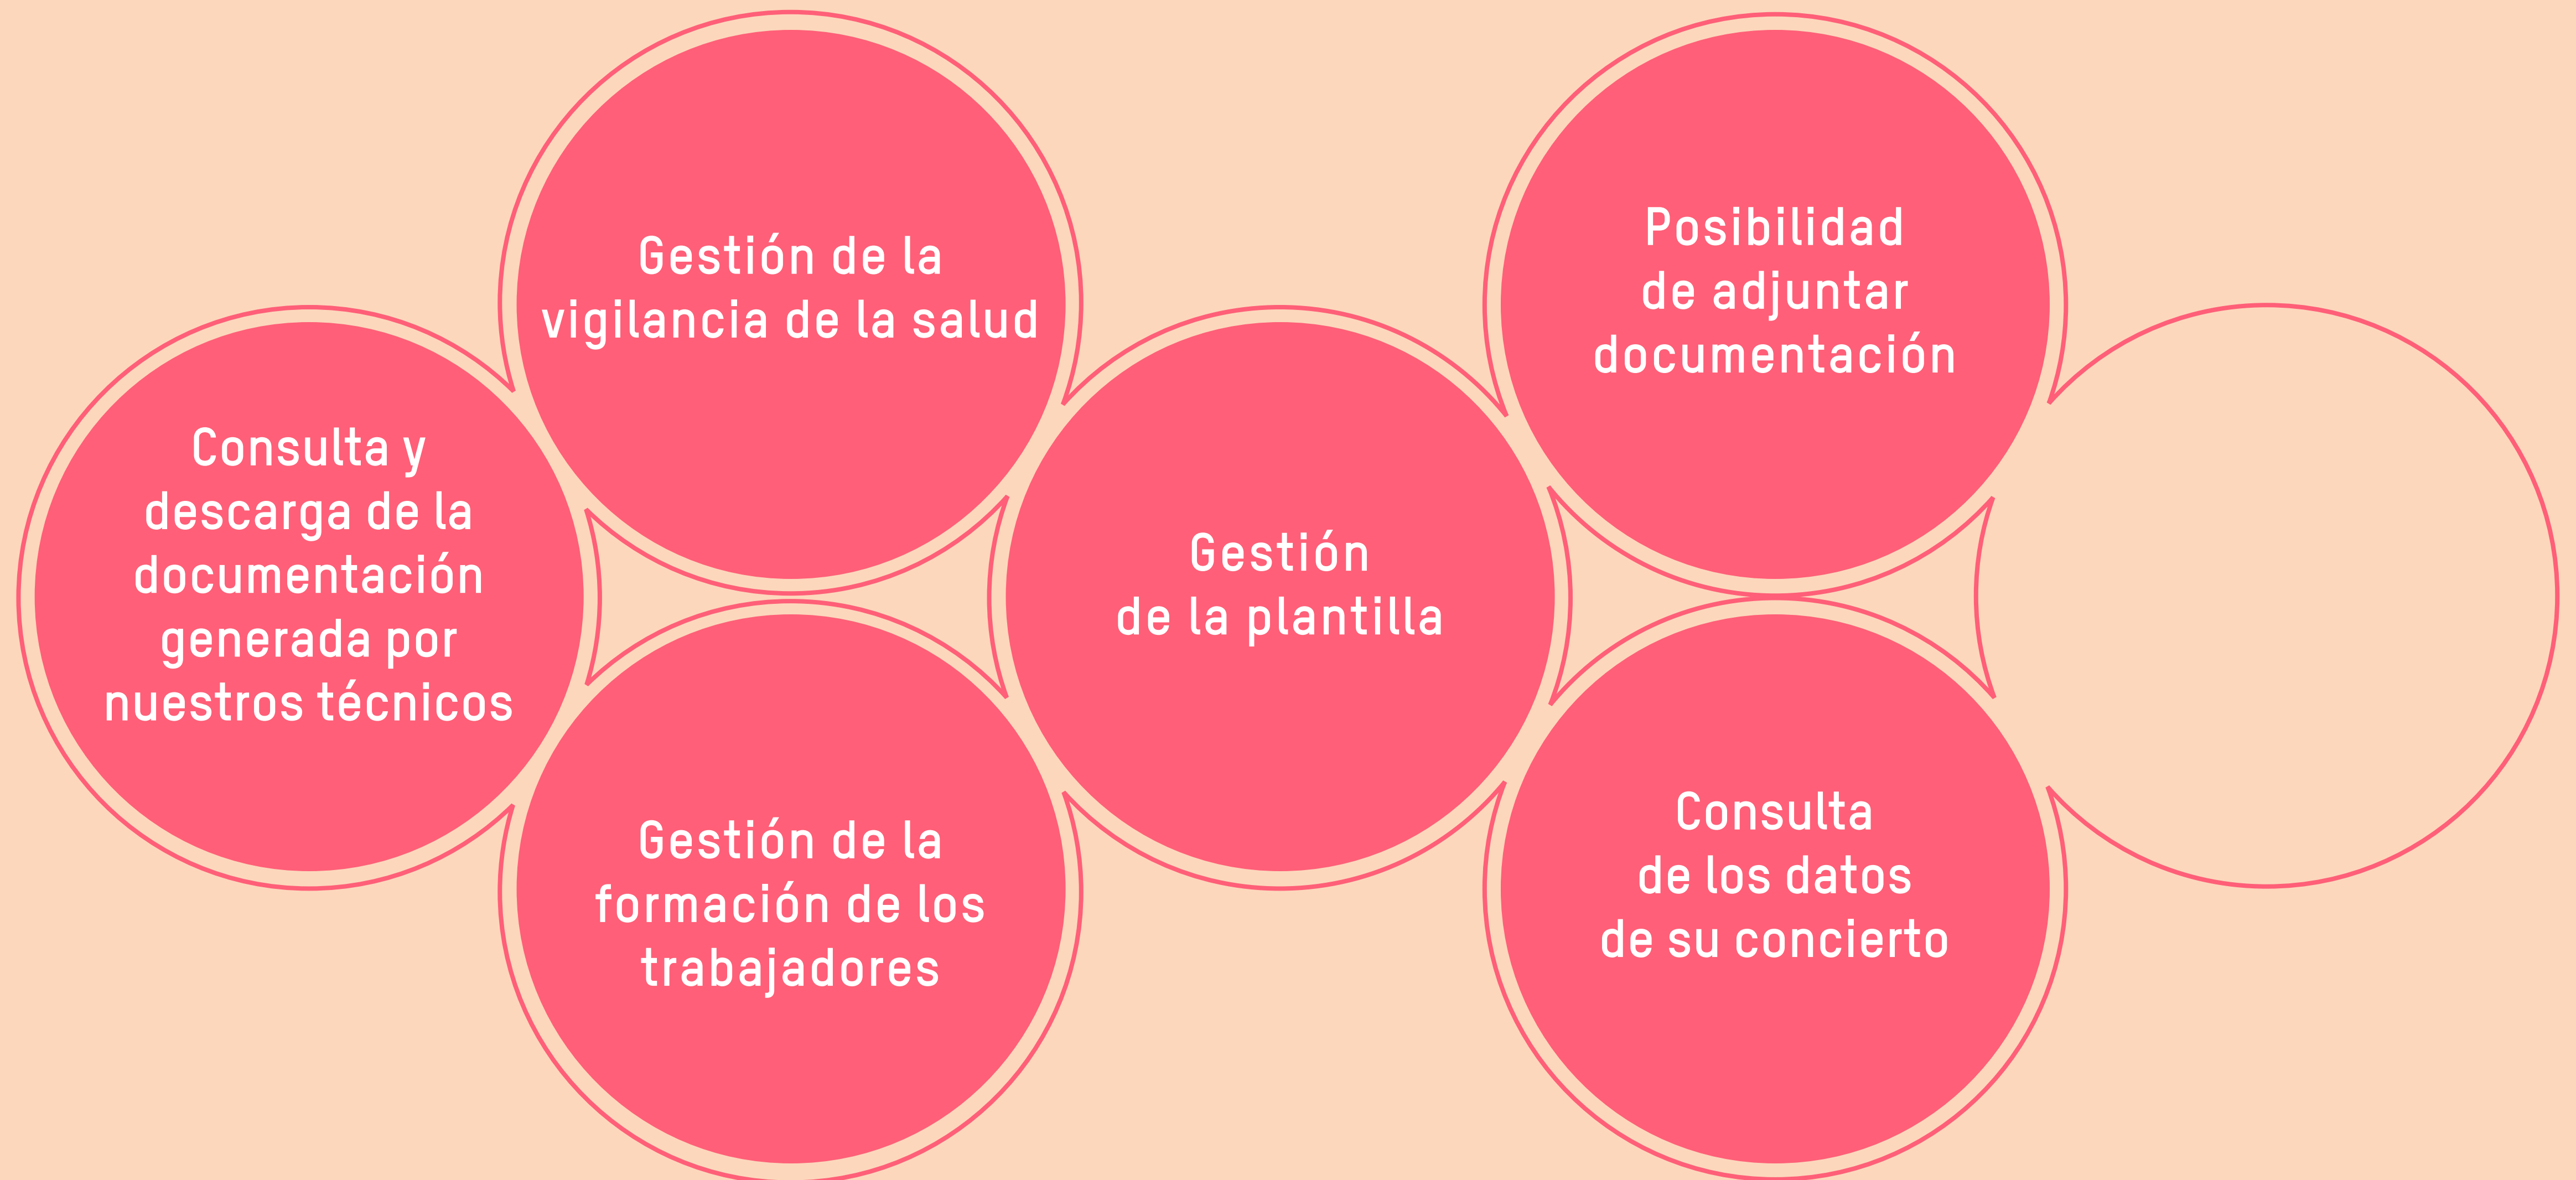 Consulta y
descarga de la
documentación
generada por
nuestros técnicos
Gestión de la
vigilancia de la salud
Gestión de la
formación de los
trabajadores
Gestión
de la plantilla
Posibilidad
de adjuntar
documentación
Consulta
de los datos
de su concierto